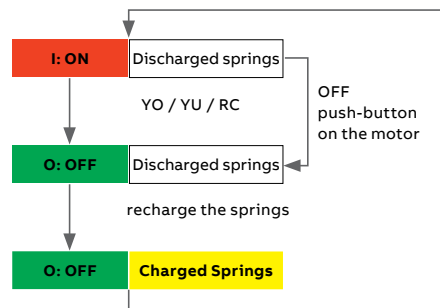 I: ON
Discharged springs
YO / YU / RC
OFF
push-button
on the motor
O: OFF
Discharged springs
recharge the springs
O: OFF
Charged Springs